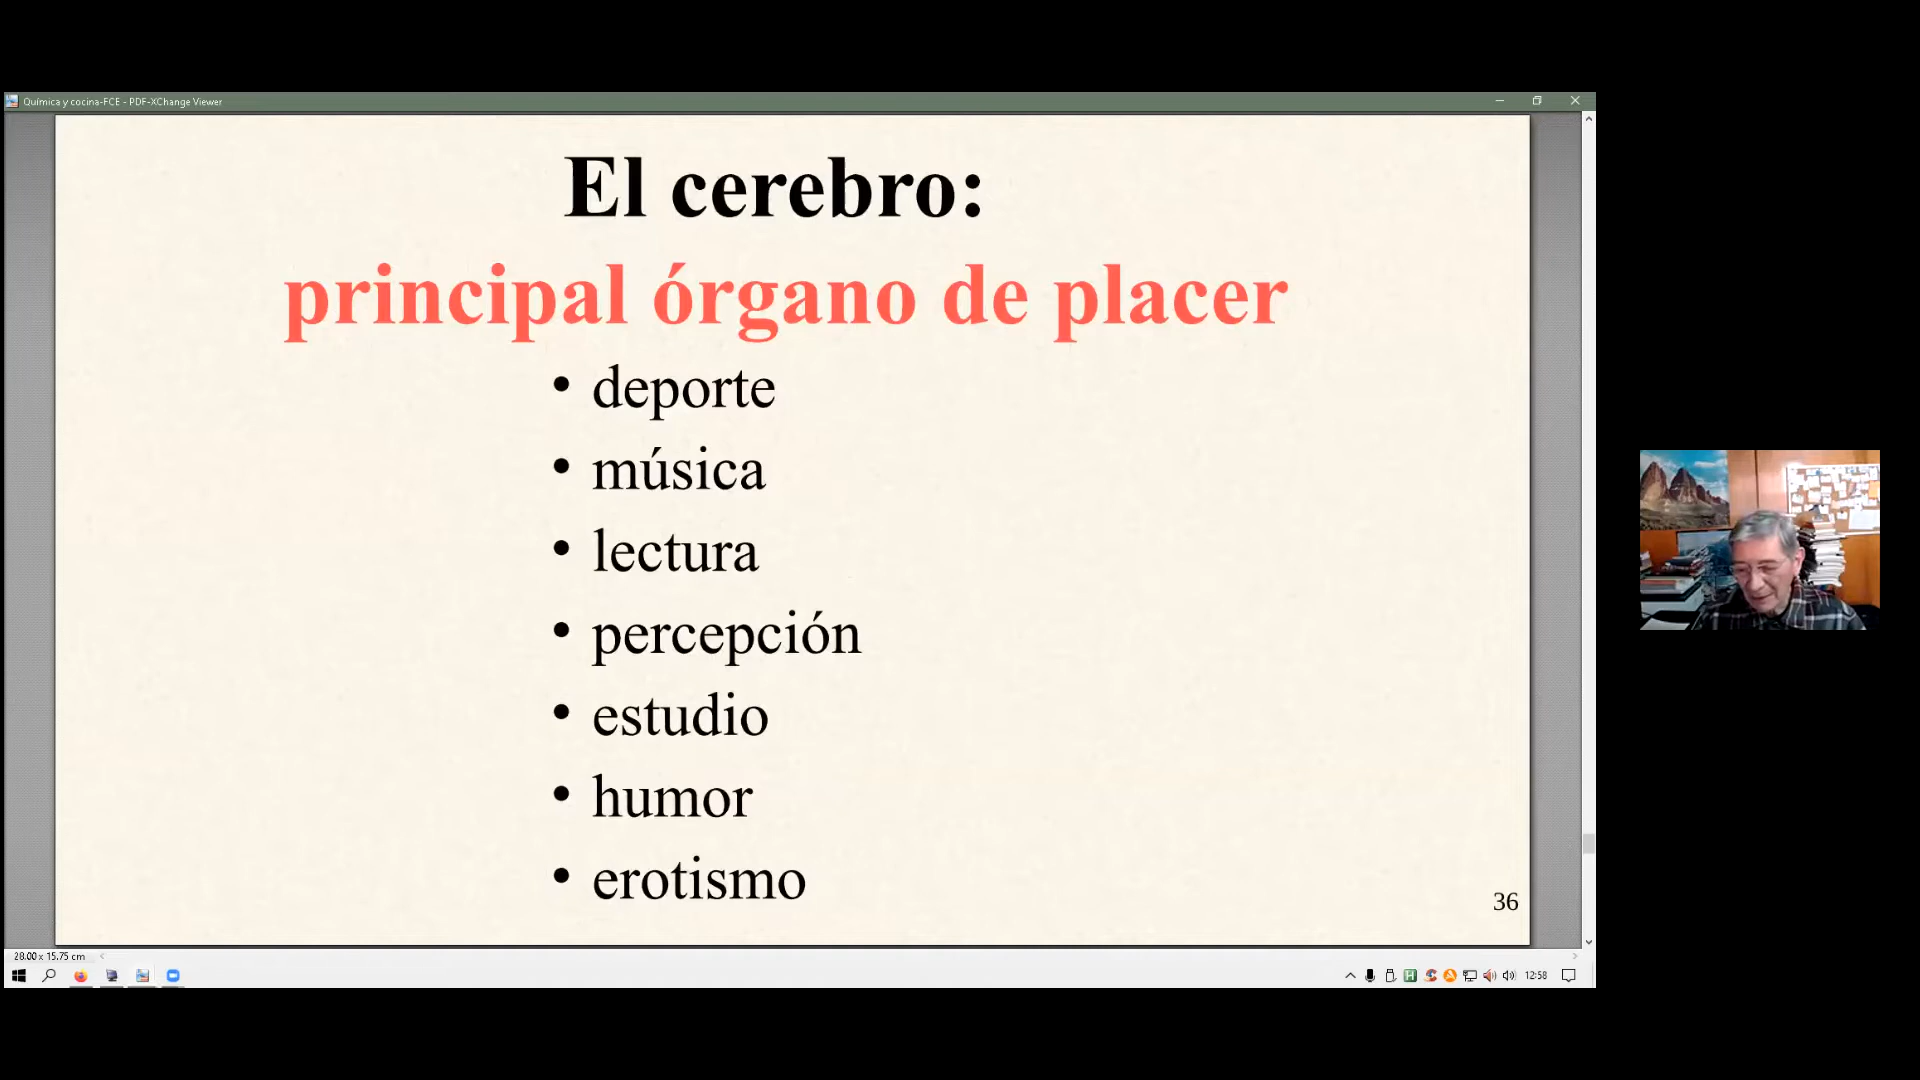 Química y cocina-FCE - PDF-XChange Viewer
El cerebro:
principal órgano de placer
• deporte
• música
• lectura
• percepción
• estudio
• humor
• erotismo
36
28.00 x 15.75 cm
12:58